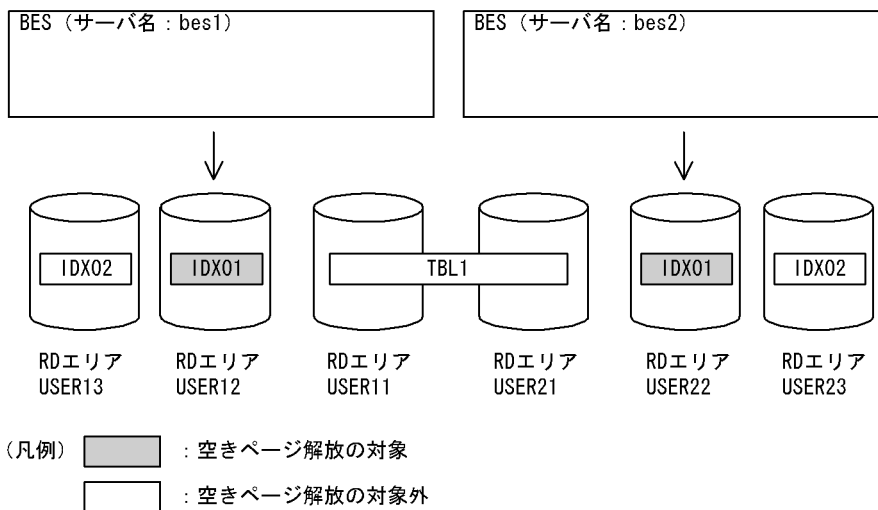 BES（サーバ名：bes1）
BES（サーバ名：bes2）
IDX02
IDX01
TBL1
IDX01
IDX02
RDエリア
USER13
RDエリア
USER12
RDエリア
USER11
RDエリア
USER21
RDエリア
USER22
RDエリア
USER23
（凡例）
：空きページ解放の対象
：空きページ解放の対象外